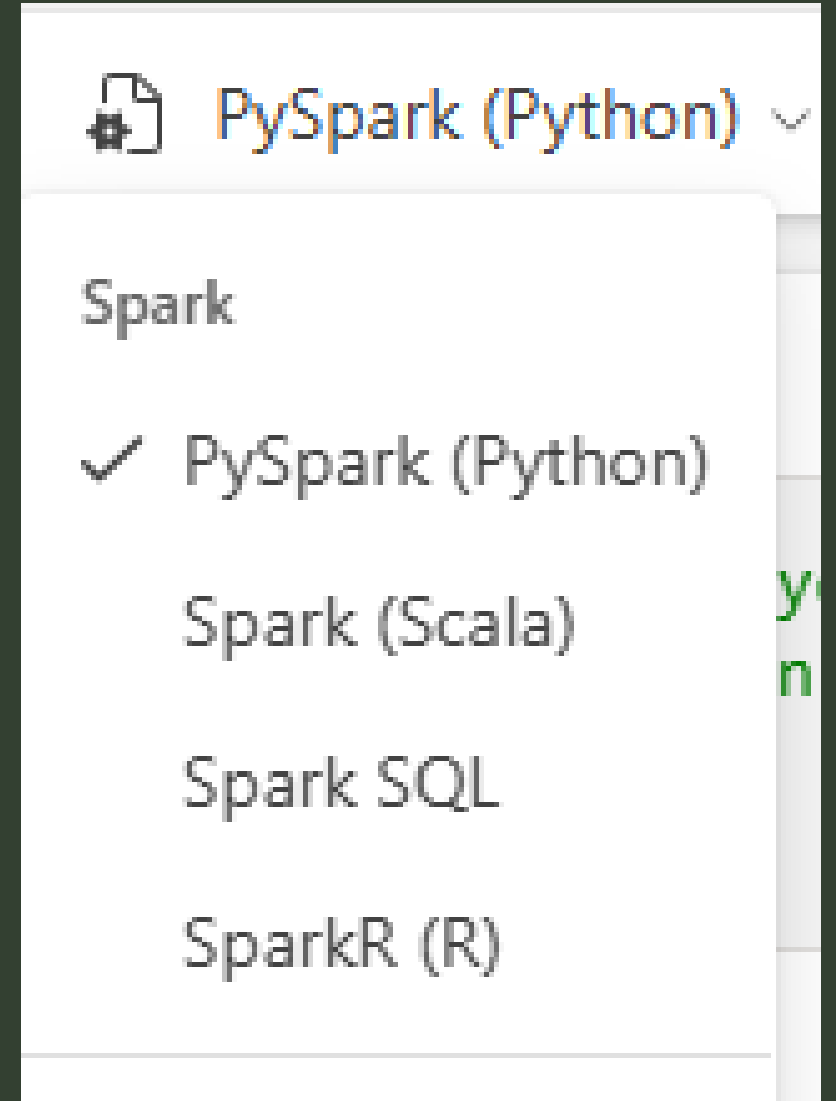 PySpark (Python)
Spark
PySpark (Python)
Spark (Scala)
Spark SQL
SparkR (R)
y
n